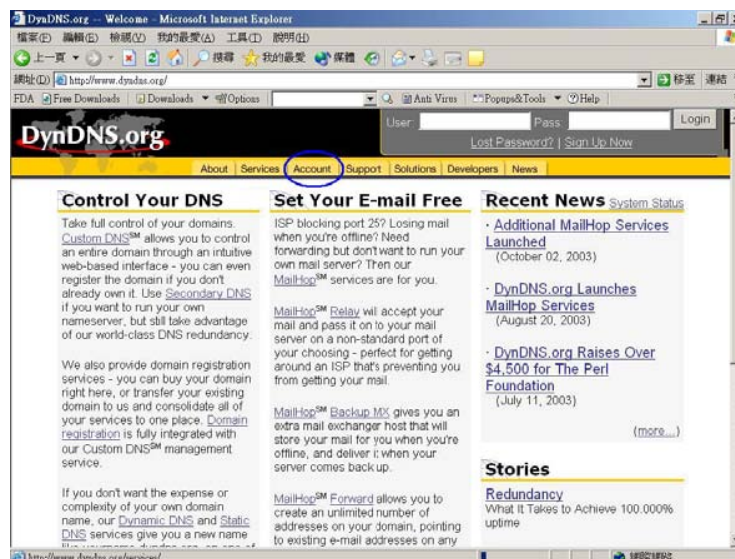 DynDNS.org -- Welcome - Microsoft Internet Explorer
檔案(F) 編輯(E) 檢視(V) 我的最愛(A) 工具(T) 說明(H)
上一頁 搜尋 我的最愛 媒體
網址(D) http://www.dyndns.org/ 移至 連結
FDA Free Downloads Downloads Options Anti Virus Popups&Tools Help
DynDNS.org
User: Pass: Login
Lost Password? | Sign Up Now
About Services Account Support Solutions Developers News
Control Your DNS
Take full control of your domains.
Custom DNS℠ allows you to control
an entire domain through an intuitive
web-based interface - you can even
register the domain if you don't
already own it. Use Secondary DNS
if you want to run your own
nameserver, but still take advantage
of our world-class DNS redundancy.
We also provide domain registration
services - you can buy your domain
right here, or transfer your existing
domain to us and consolidate all of
your services to one place. Domain
registration is fully integrated with
our Custom DNS℠ management
service.
If you don't want the expense or
complexity of your own domain
name, our Dynamic DNS and Static
DNS services give you a new name
Set Your E-mail Free
ISP blocking port 25? Losing mail
when you're offline? Need
forwarding but don't want to run your
own mail server? Then our
MailHop℠ services are for you.
MailHop℠ Relay will accept your
mail and pass it on to your mail
server on a non-standard port of
your choosing - perfect for getting
around an ISP that's preventing you
from getting your mail.
MailHop℠ Backup MX gives you an
extra mail exchanger host that will
store your mail for you when you're
offline, and deliver it when your
server comes back up.
MailHop℠ Forward allows you to
create an unlimited number of
addresses on your domain, pointing
to existing e-mail addresses on any
Recent News System Status
· Additional MailHop Services
Launched
(October 02, 2003)
· DynDNS.org Launches
MailHop Services
(August 20, 2003)
· DynDNS.org Raises Over
$4,500 for The Perl
Foundation
(July 11, 2003)
(more...)
Stories
Redundancy
What It Takes to Achieve 100.000%
uptime
http://www.dyndns.org/services/